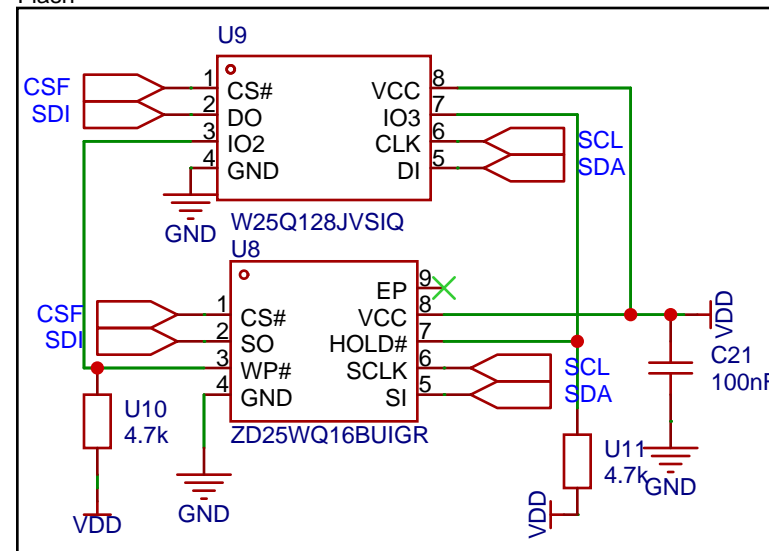 Flash
U9
CSF
SDI
1
2
3
4
CS#
DO
IO2
GND
VCC
IO3
CLK
DI
8
7
6
5
SCL
SDA
GND
W25Q128JVSIQ
U8
CSF
SDI
1
2
3
4
CS#
SO
WP#
GND
EP
VCC
HOLD#
SCLK
SI
9
8
7
6
5
SCL
SDA
VDD
C21
100nF
GND
U10
4.7k
VDD
ZD25WQ16BUIGR
GND
U11
4.7k
VDD